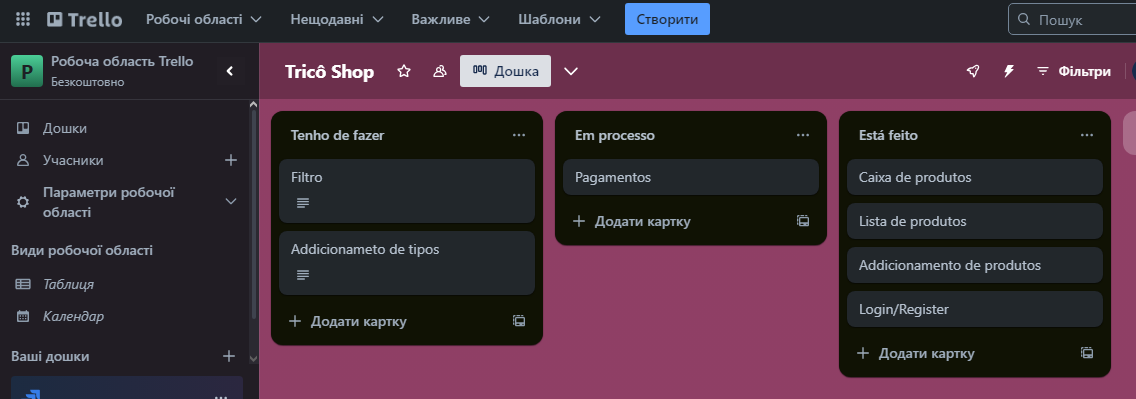 Trello Робочі області Нещодавні Важливе Шаблони Створити Пошук
P Робоча область Trello
Безкоштовно
Дошки
Учасники
Параметри робочої
області
Види робочої області
Таблиця
Календар
Ваші дошки
Tricô Shop Дошка Фільтри
Tenho de fazer
Filtro
Addicionameto de tipos
Додати картку
Em processo
Pagamentos
Додати картку
Está feito
Caixa de produtos
Lista de produtos
Addicionamento de produtos
Login/Register
Додати картку